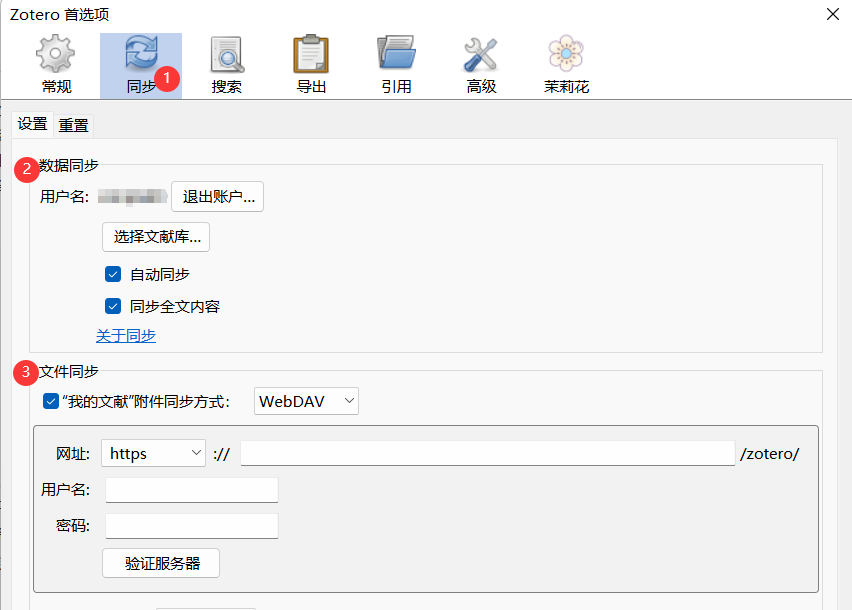 Zotero 首选项
常规 同步 1 搜索 导出 引用 高级 茉莉花
设置 重置
2 数据同步
用户名: 退出账户...
选择文献库...
自动同步
同步全文内容
关于同步
3 文件同步
“我的文献”附件同步方式: WebDAV
网址: https :// /zotero/
用户名:
密码:
验证服务器